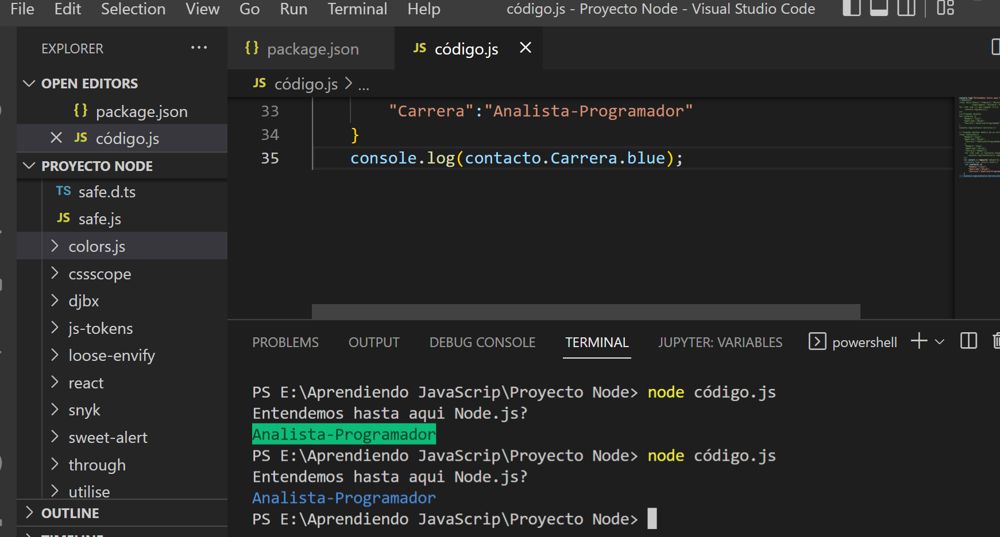 File Edit Selection View Go Run Terminal Help código.js - Proyecto Node - Visual Studio Code
EXPLORER ...
OPEN EDITORS
{} package.json
JS código.js
PROYECTO NODE
TS safe.d.ts
JS safe.js
colors.js
cssscope
djbx
js-tokens
loose-envify
react
snyk
sweet-alert
through
utilise
OUTLINE
TIMELINE
{} package.json
JS código.js
JS código.js > ...
33 "Carrera":"Analista-Programador"
34 }
35 console.log(contacto.Carrera.blue);
PROBLEMS OUTPUT DEBUG CONSOLE TERMINAL JUPYTER: VARIABLES powershell
PS E:\Aprendiendo JavaScrip\Proyecto Node> node código.js
Entendemos hasta aqui Node.js?
Analista-Programador
PS E:\Aprendiendo JavaScrip\Proyecto Node> node código.js
Entendemos hasta aqui Node.js?
Analista-Programador
PS E:\Aprendiendo JavaScrip\Proyecto Node>